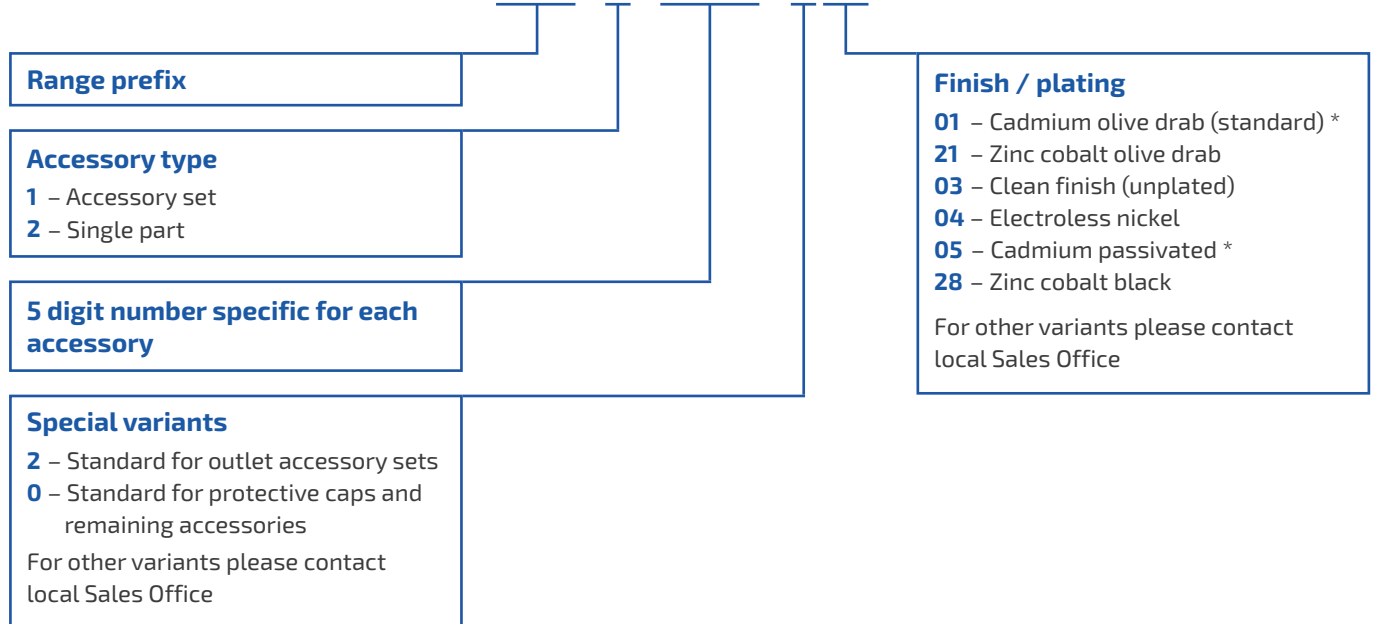 Range prefix
Accessory type
1 – Accessory set
2 – Single part
5 digit number specific for each
accessory
Special variants
2 – Standard for outlet accessory sets
0 – Standard for protective caps and
remaining accessories
For other variants please contact
local Sales Office
Finish / plating
01 – Cadmium olive drab (standard) *
21 – Zinc cobalt olive drab
03 – Clean finish (unplated)
04 – Electroless nickel
05 – Cadmium passivated *
28 – Zinc cobalt black
For other variants please contact
local Sales Office